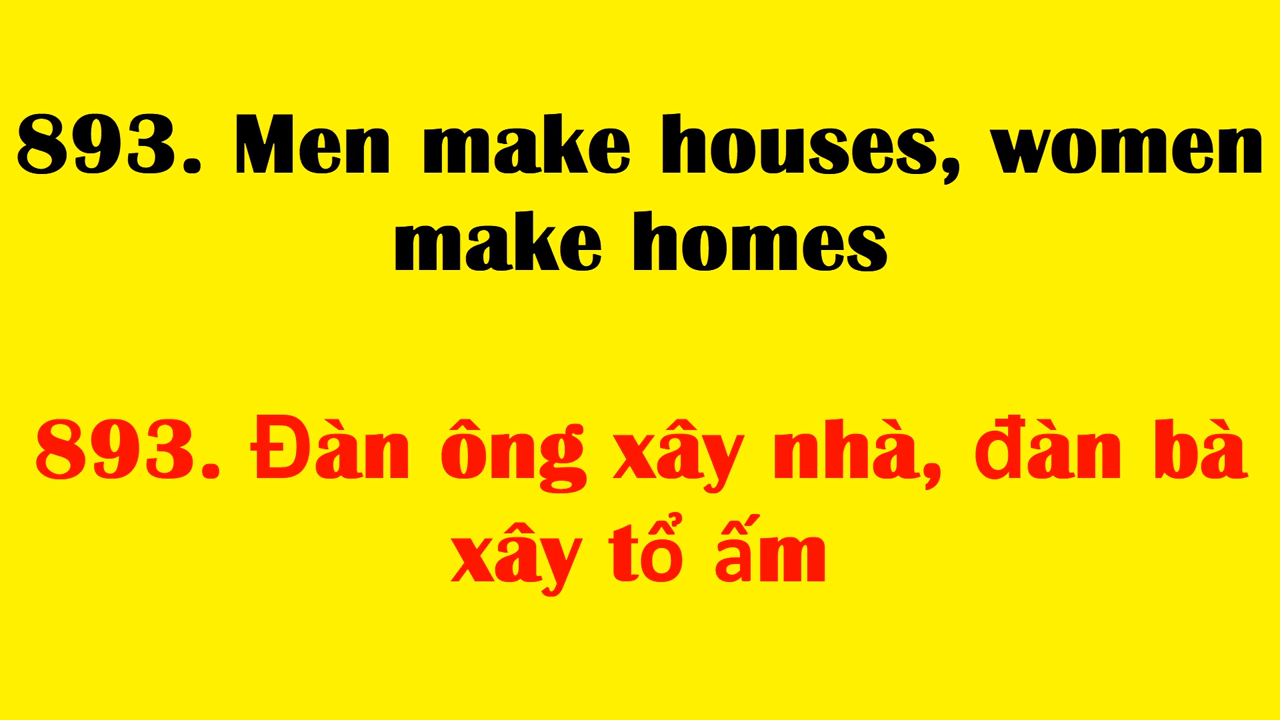 893. Men make houses, women
make homes
893. Đàn ông xây nhà, đàn bà
xây tổ ấm